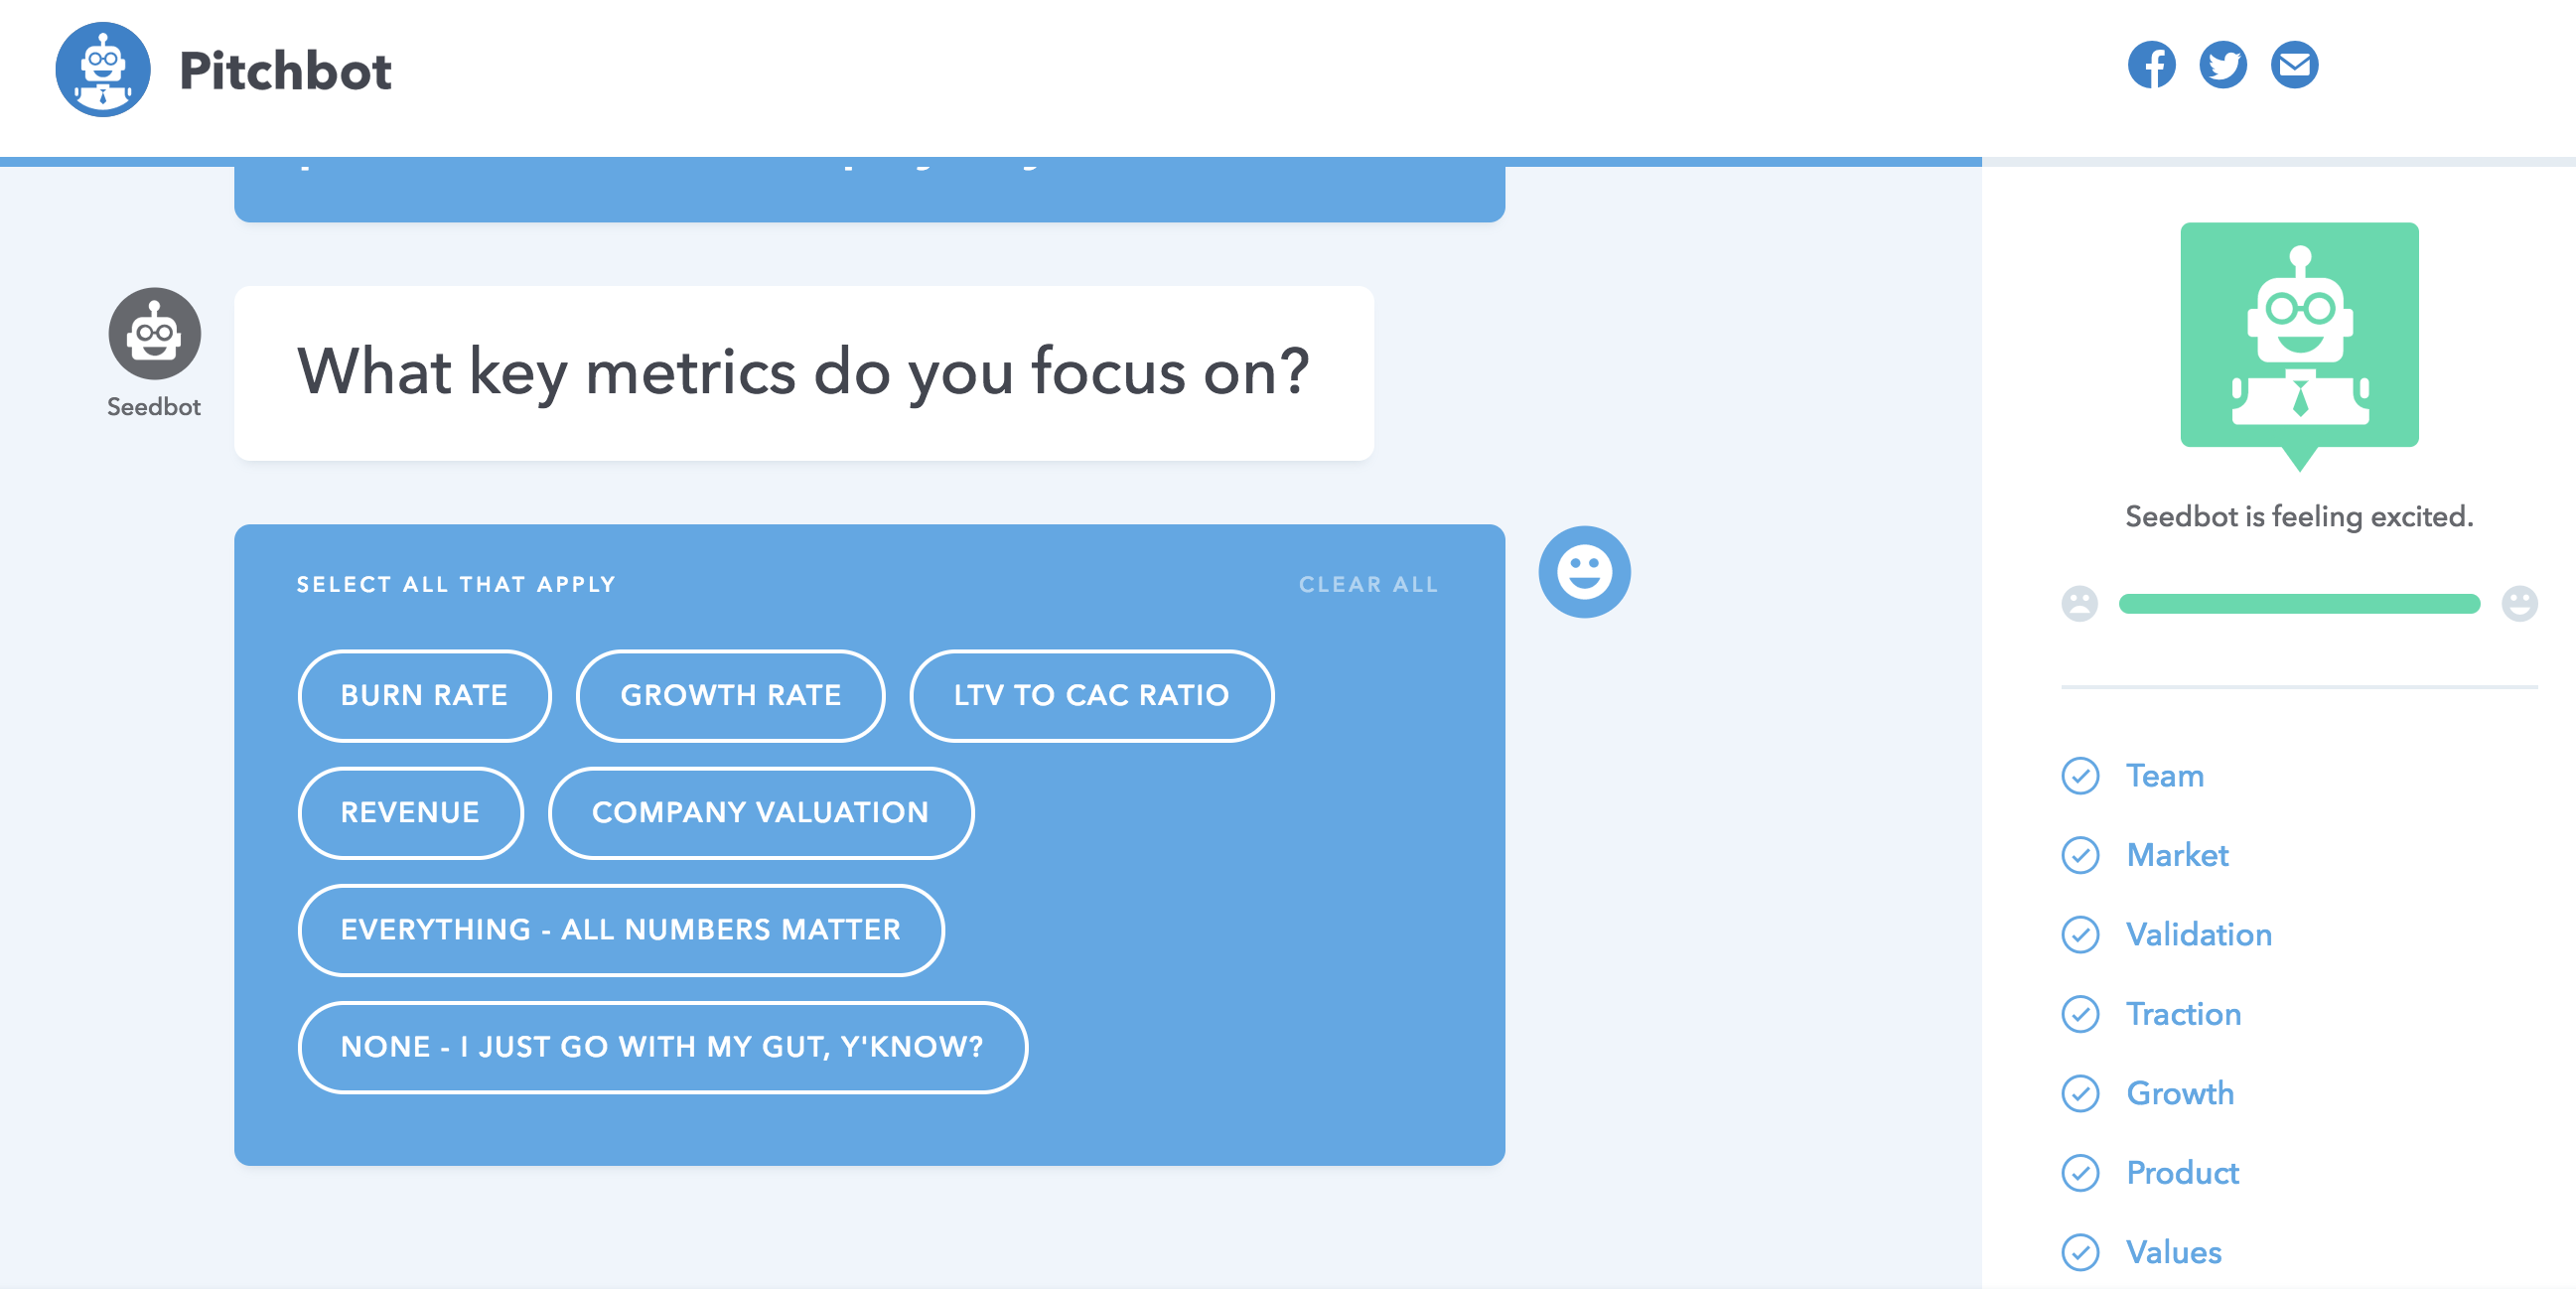 Pitchbot
Seedbot
What key metrics do you focus on?
SELECT ALL THAT APPLY
CLEAR ALL
BURN RATE
GROWTH RATE
LTV TO CAC RATIO
REVENUE
COMPANY VALUATION
EVERYTHING - ALL NUMBERS MATTER
NONE - I JUST GO WITH MY GUT, Y'KNOW?
Seedbot is feeling excited.
Team
Market
Validation
Traction
Growth
Product
Values